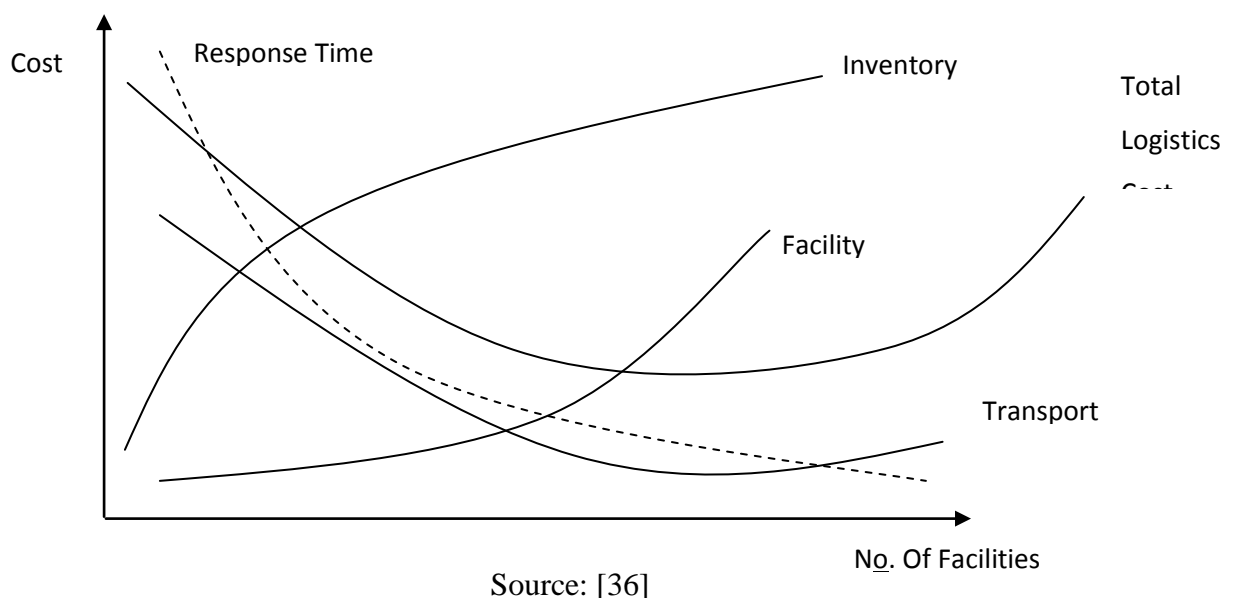 Cost
Response Time
Inventory
Total
Logistics
Facility
Transport
No. Of Facilities
Source: [36]